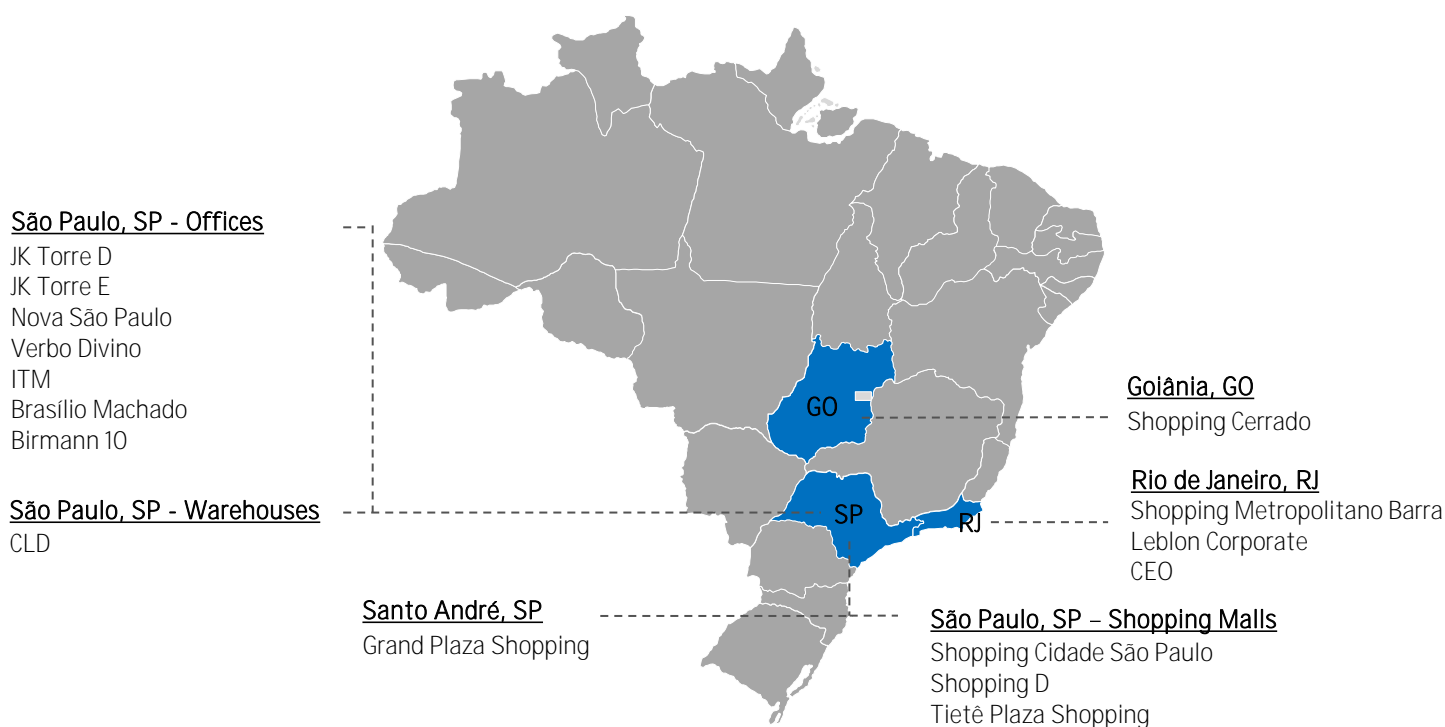 São Paulo, SP - Offices
JK Torre D
JK Torre E
Nova São Paulo
Verbo Divino
ITM
Brasílio Machado
Birmann 10
São Paulo, SP - Warehouses
CLD
GO
SP
RJ
Goiânia, GO
Shopping Cerrado
Rio de Janeiro, RJ
Shopping Metropolitano Barra
Leblon Corporate
CEO
Santo André, SP
Grand Plaza Shopping
São Paulo, SP – Shopping Malls
Shopping Cidade São Paulo
Shopping D
Tietê Plaza Shopping